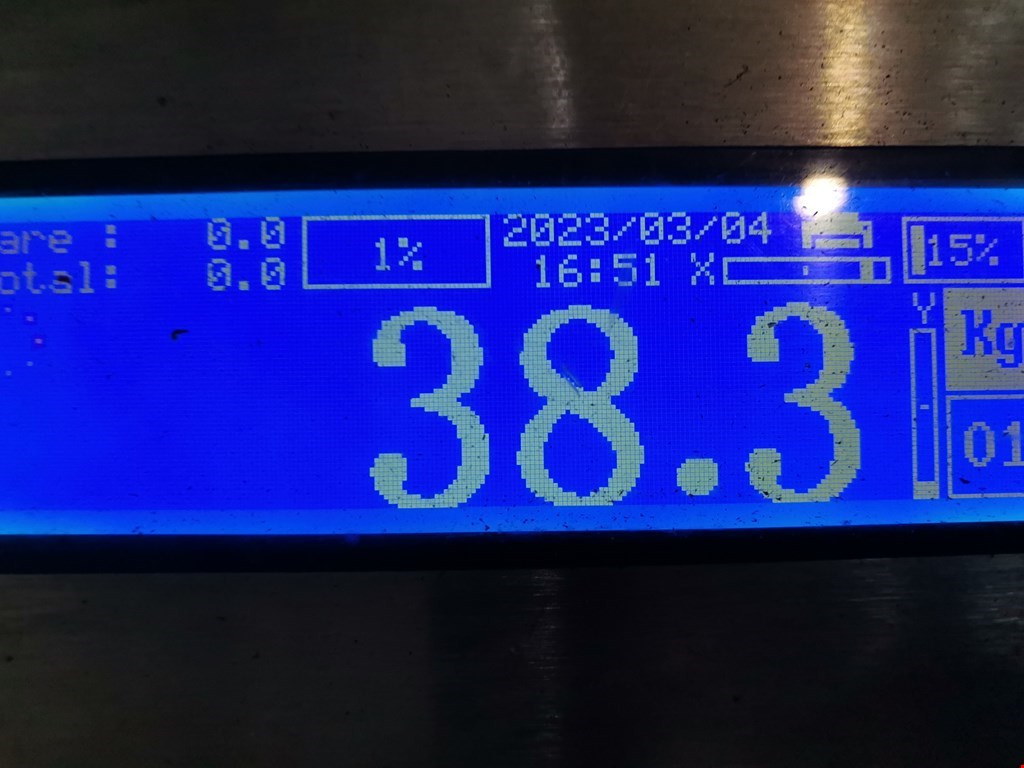 are : 0.0 1% 2023/03/04 15%
otal: 0.0 16:51 X
Y
38.3 Kg
01